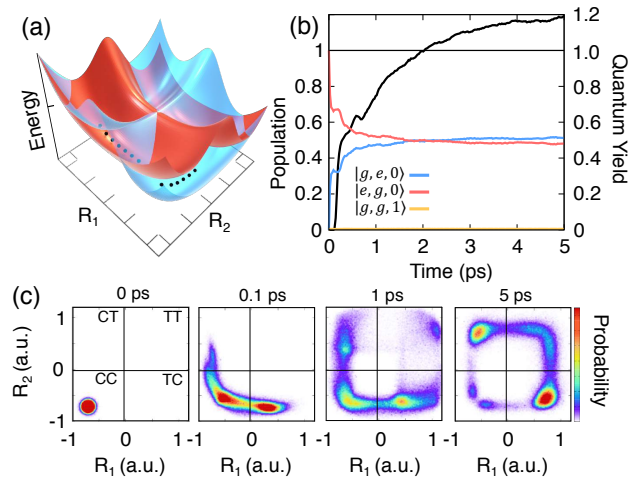 (a)
Energy
R₁
R₂
(b)
Population
1
0.8
0.6
0.4
0.2
0
1.2
1.0
0.8
0.6
0.4
0.2
0
Quantum Yield
|g, e, 0⟩
|e, g, 0⟩
|g, g, 1⟩
0 1 2 3 4 5
Time (ps)
(c)
0 ps 0.1 ps 1 ps 5 ps
R₂ (a.u.)
1
0
-1
CT TT
CC TC
Probability
-1 0 1 -1 0 1 -1 0 1 -1 0 1
R₁ (a.u.) R₁ (a.u.) R₁ (a.u.) R₁ (a.u.)